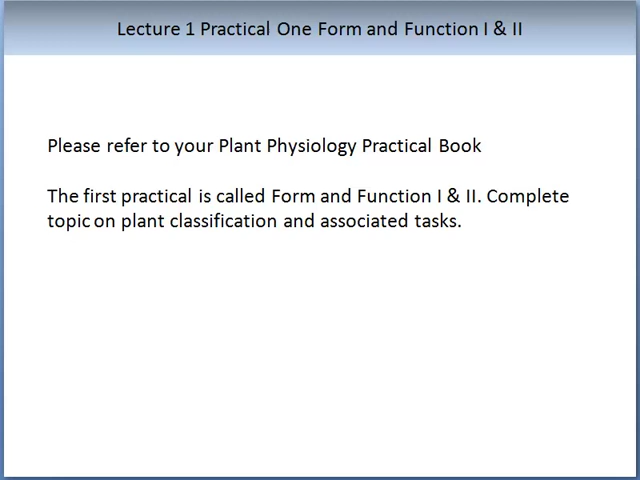 Lecture 1 Practical One Form and Function I & II
Please refer to your Plant Physiology Practical Book
The first practical is called Form and Function I & II. Complete
topic on plant classification and associated tasks.